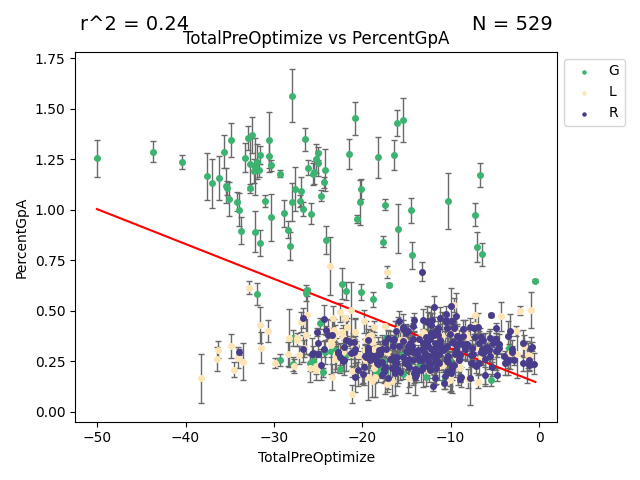 r^2 = 0.24
N = 529
TotalPreOptimize vs PercentGpA
1.75
1.50
1.25
1.00
0.75
0.50
0.25
0.00
PercentGpA
−50
−40
−30
−20
−10
0
TotalPreOptimize
G
L
R